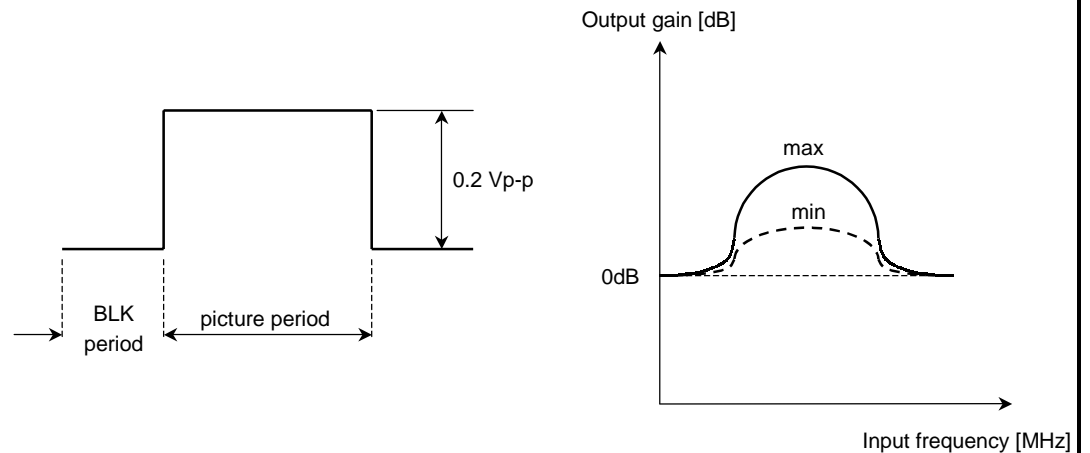 0.2 Vp-p
BLK
period
picture period
Output gain [dB]
max
min
0dB
Input frequency [MHz]